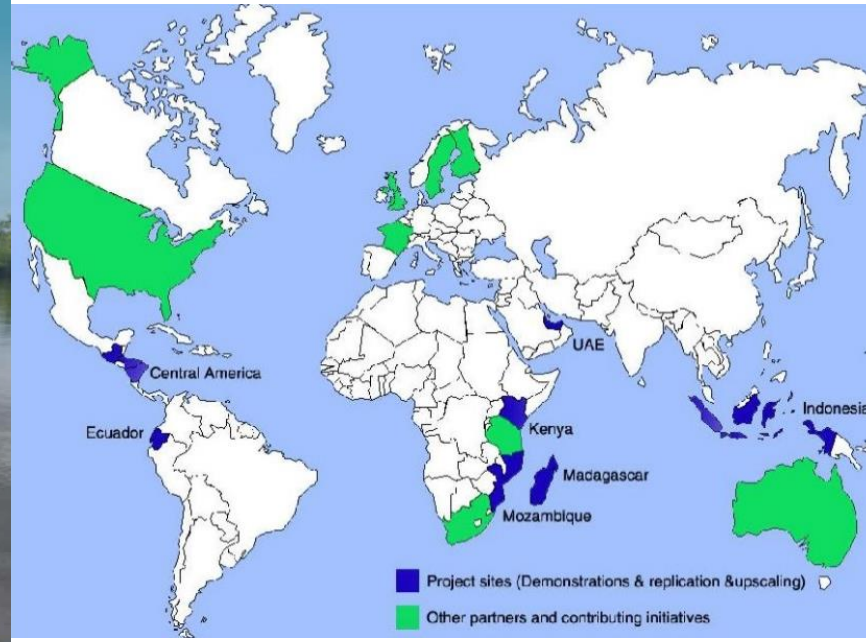 UAE
Central America
Indonesia
Ecuador
Kenya
Madagascar
Mozambique
Project sites (Demonstrations & replication &upscaling)
Other partners and contributing initiatives